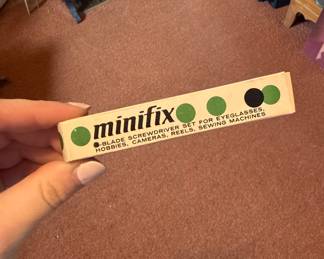 minifix
-BLADE SCREWDRIVER SET FOR EYEGLASSES,
HOBBIES, CAMERAS, REELS, SEWING MACHINES